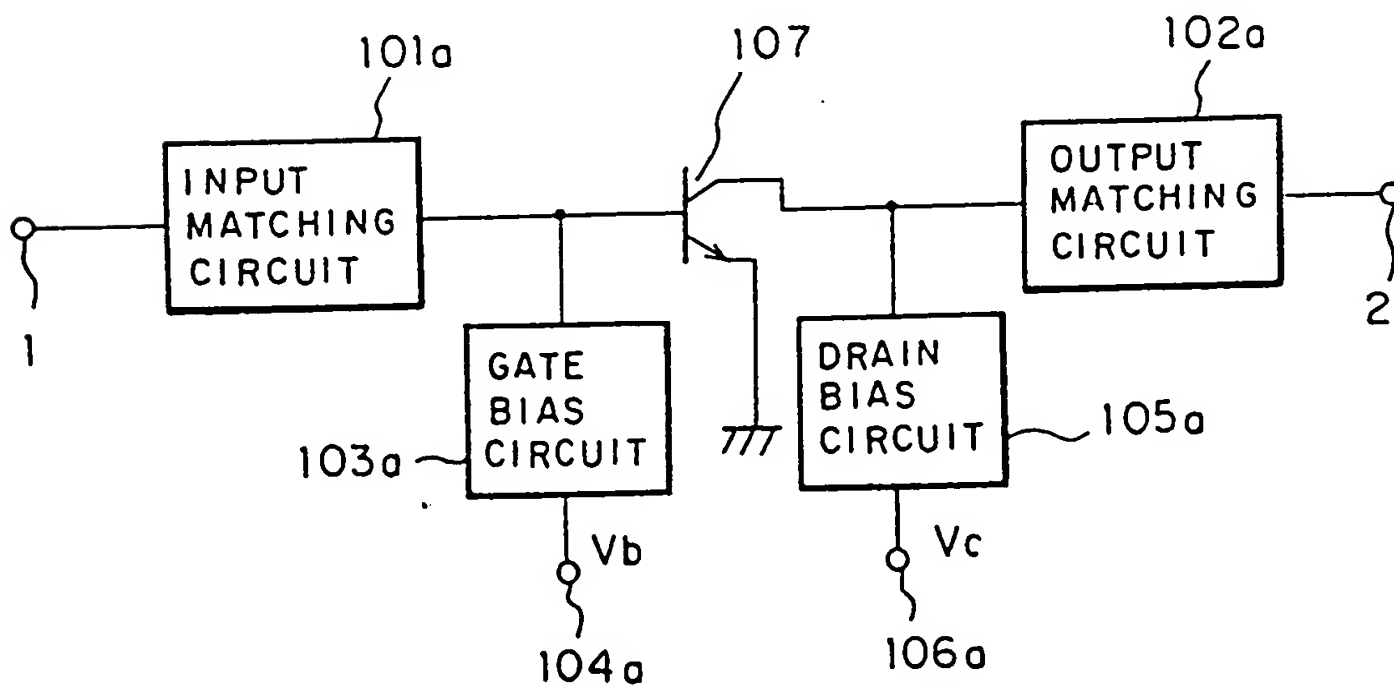 101a
107
102a
INPUT
MATCHING
CIRCUIT
OUTPUT
MATCHING
CIRCUIT
1
2
GATE
BIAS
CIRCUIT
DRAIN
BIAS
CIRCUIT
103a
105a
Vb
Vc
104a
106a